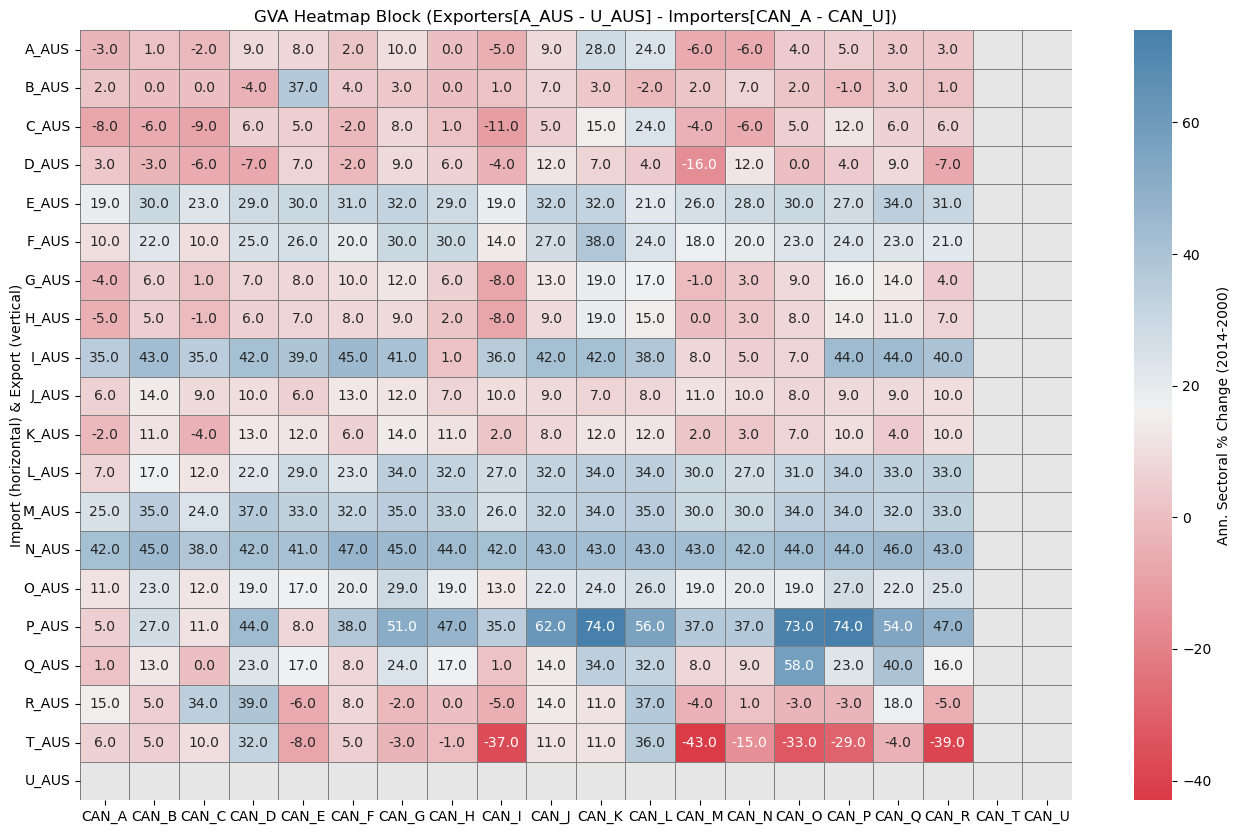 GVA Heatmap Block (Exporters[A_AUS - U_AUS] - Importers[CAN_A - CAN_U])
Import (horizontal) & Export (vertical)
A_AUS -3.0 1.0 -2.0 9.0 8.0 2.0 10.0 0.0 -5.0 9.0 28.0 24.0 -6.0 -6.0 4.0 5.0 3.0 3.0
B_AUS 2.0 0.0 0.0 -4.0 37.0 4.0 3.0 0.0 1.0 7.0 3.0 -2.0 2.0 7.0 2.0 -1.0 3.0 1.0
C_AUS -8.0 -6.0 -9.0 6.0 5.0 -2.0 8.0 1.0 -11.0 5.0 15.0 24.0 -4.0 -6.0 5.0 12.0 6.0 6.0
D_AUS 3.0 -3.0 -6.0 -7.0 7.0 -2.0 9.0 6.0 -4.0 12.0 7.0 4.0 -16.0 12.0 0.0 4.0 9.0 -7.0
E_AUS 19.0 30.0 23.0 29.0 30.0 31.0 32.0 29.0 19.0 32.0 32.0 21.0 26.0 28.0 30.0 27.0 34.0 31.0
F_AUS 10.0 22.0 10.0 25.0 26.0 20.0 30.0 30.0 14.0 27.0 38.0 24.0 18.0 20.0 23.0 24.0 23.0 21.0
G_AUS -4.0 6.0 1.0 7.0 8.0 10.0 12.0 6.0 -8.0 13.0 19.0 17.0 -1.0 3.0 9.0 16.0 14.0 4.0
H_AUS -5.0 5.0 -1.0 6.0 7.0 8.0 9.0 2.0 -8.0 9.0 19.0 15.0 0.0 3.0 8.0 14.0 11.0 7.0
I_AUS 35.0 43.0 35.0 42.0 39.0 45.0 41.0 1.0 36.0 42.0 42.0 38.0 8.0 5.0 7.0 44.0 44.0 40.0
J_AUS 6.0 14.0 9.0 10.0 6.0 13.0 12.0 7.0 10.0 9.0 7.0 8.0 11.0 10.0 8.0 9.0 9.0 10.0
K_AUS -2.0 11.0 -4.0 13.0 12.0 6.0 14.0 11.0 2.0 8.0 12.0 12.0 2.0 3.0 7.0 10.0 4.0 10.0
L_AUS 7.0 17.0 12.0 22.0 29.0 23.0 34.0 32.0 27.0 32.0 34.0 34.0 30.0 27.0 31.0 34.0 33.0 33.0
M_AUS 25.0 35.0 24.0 37.0 33.0 32.0 35.0 33.0 26.0 32.0 34.0 35.0 30.0 30.0 34.0 34.0 32.0 33.0
N_AUS 42.0 45.0 38.0 42.0 41.0 47.0 45.0 44.0 42.0 43.0 43.0 43.0 43.0 42.0 44.0 44.0 46.0 43.0
O_AUS 11.0 23.0 12.0 19.0 17.0 20.0 29.0 19.0 13.0 22.0 24.0 26.0 19.0 20.0 19.0 27.0 22.0 25.0
P_AUS 5.0 27.0 11.0 44.0 8.0 38.0 51.0 47.0 35.0 62.0 74.0 56.0 37.0 37.0 73.0 74.0 54.0 47.0
Q_AUS 1.0 13.0 0.0 23.0 17.0 8.0 24.0 17.0 1.0 14.0 34.0 32.0 8.0 9.0 58.0 23.0 40.0 16.0
R_AUS 15.0 5.0 34.0 39.0 -6.0 8.0 -2.0 0.0 -5.0 14.0 11.0 37.0 -4.0 1.0 -3.0 -3.0 18.0 -5.0
T_AUS 6.0 5.0 10.0 32.0 -8.0 5.0 -3.0 -1.0 -37.0 11.0 11.0 36.0 -43.0 -15.0 -33.0 -29.0 -4.0 -39.0
U_AUS
CAN_A CAN_B CAN_C CAN_D CAN_E CAN_F CAN_G CAN_H CAN_I CAN_J CAN_K CAN_L CAN_M CAN_N CAN_O CAN_P CAN_Q CAN_R CAN_T CAN_U
60
40
20
0
−20
−40
Ann. Sectoral % Change (2014-2000)